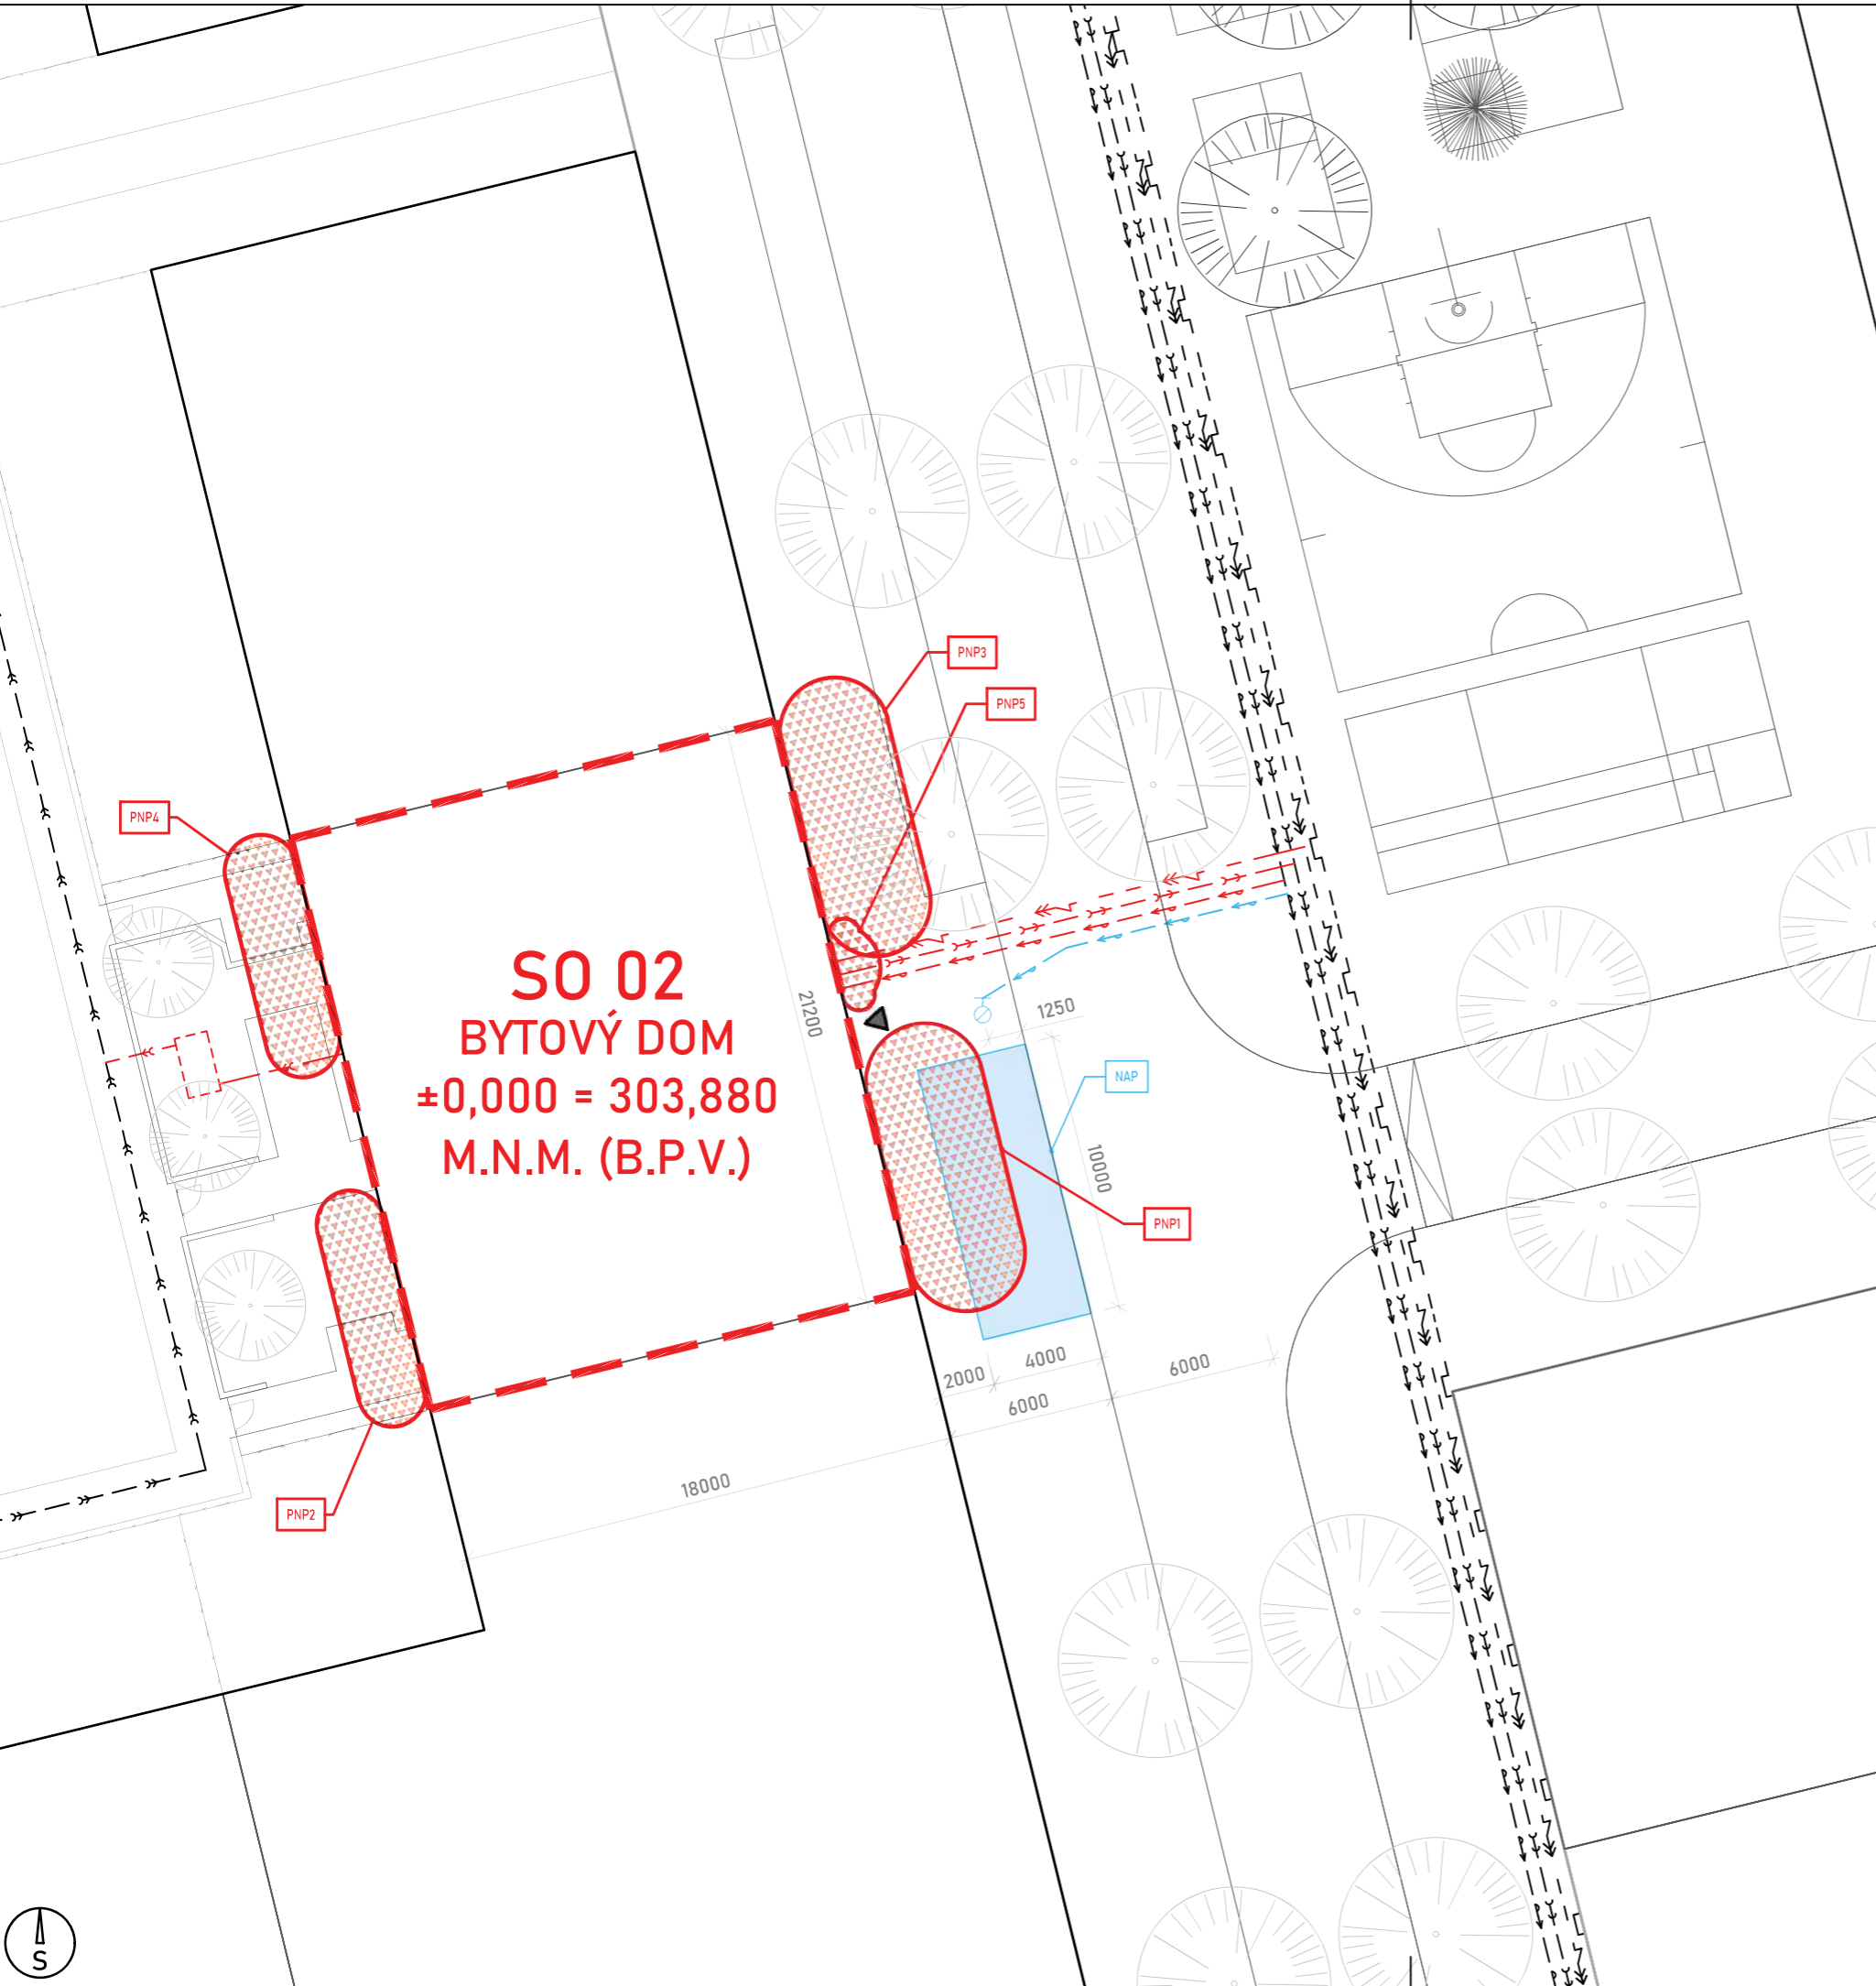 PNP3
PNP5
PNP4
SO 02
BYTOVÝ DOM
±0,000 = 303,880
M.N.M. (B.P.V.)
21200
1250
NAP
10000
PNP1
2000
4000
6000
6000
18000
PNP2
S